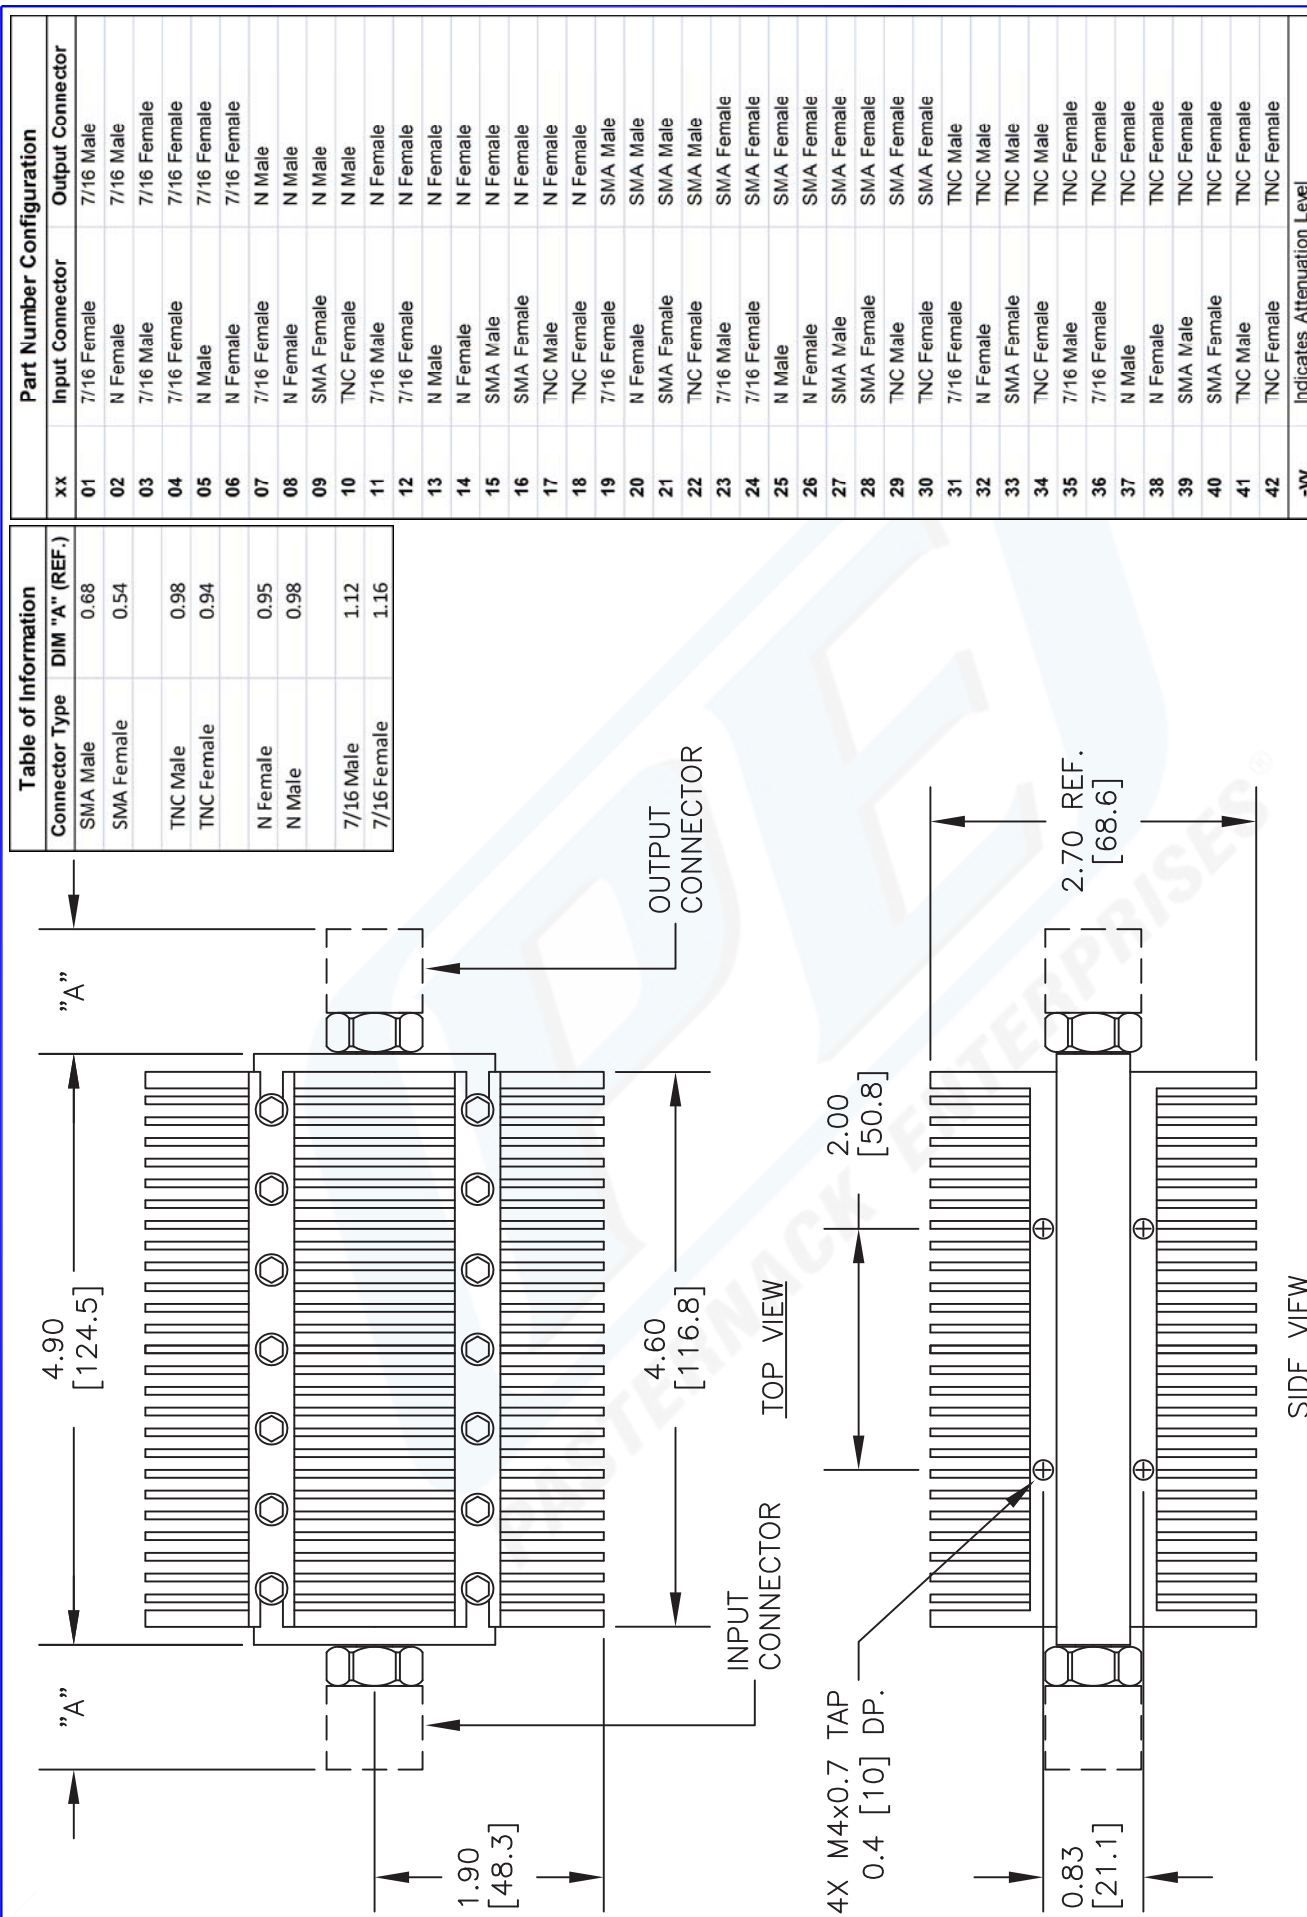 Part Number Configuration
xx Input Connector Output Connector
01 7/16 Female 7/16 Male
02 N Female 7/16 Male
03 7/16 Male 7/16 Female
04 7/16 Female 7/16 Female
05 N Male 7/16 Female
06 N Female 7/16 Female
07 7/16 Female N Male
08 N Female N Male
09 SMA Female N Male
10 TNC Female N Male
11 7/16 Male N Female
12 7/16 Female N Female
13 N Male N Female
14 N Female N Female
15 SMA Male N Female
16 SMA Female N Female
17 TNC Male N Female
18 TNC Female N Female
19 7/16 Female SMA Male
20 N Female SMA Male
21 SMA Female SMA Male
22 TNC Female SMA Male
23 7/16 Male SMA Female
24 7/16 Female SMA Female
25 N Male SMA Female
26 N Female SMA Female
27 SMA Male SMA Female
28 SMA Female SMA Female
29 TNC Male SMA Female
30 TNC Female SMA Female
31 7/16 Female TNC Male
32 N Female TNC Male
33 SMA Female TNC Male
34 TNC Female TNC Male
35 7/16 Male TNC Female
36 7/16 Female TNC Female
37 N Male TNC Female
38 N Female TNC Female
39 SMA Male TNC Female
40 SMA Female TNC Female
41 TNC Male TNC Female
42 TNC Female TNC Female
-yy Indicates Attenuation Level
Table of Information
Connector Type DIM "A" (REF.)
SMA Male 0.68
SMA Female 0.54
TNC Male 0.98
TNC Female 0.94
N Female 0.95
N Male 0.98
7/16 Male 1.12
7/16 Female 1.16
"A"
4.90
[124.5]
"A"
OUTPUT
CONNECTOR
4.60
[116.8]
INPUT
CONNECTOR
1.90
[48.3]
TOP VIEW
2.00
[50.8]
2.70 REF.
[68.6]
4X M4x0.7 TAP
0.4 [10] DP.
0.83
[21.1]
SIDE VIEW
PE
PASTERNACK ENTERPRISES®